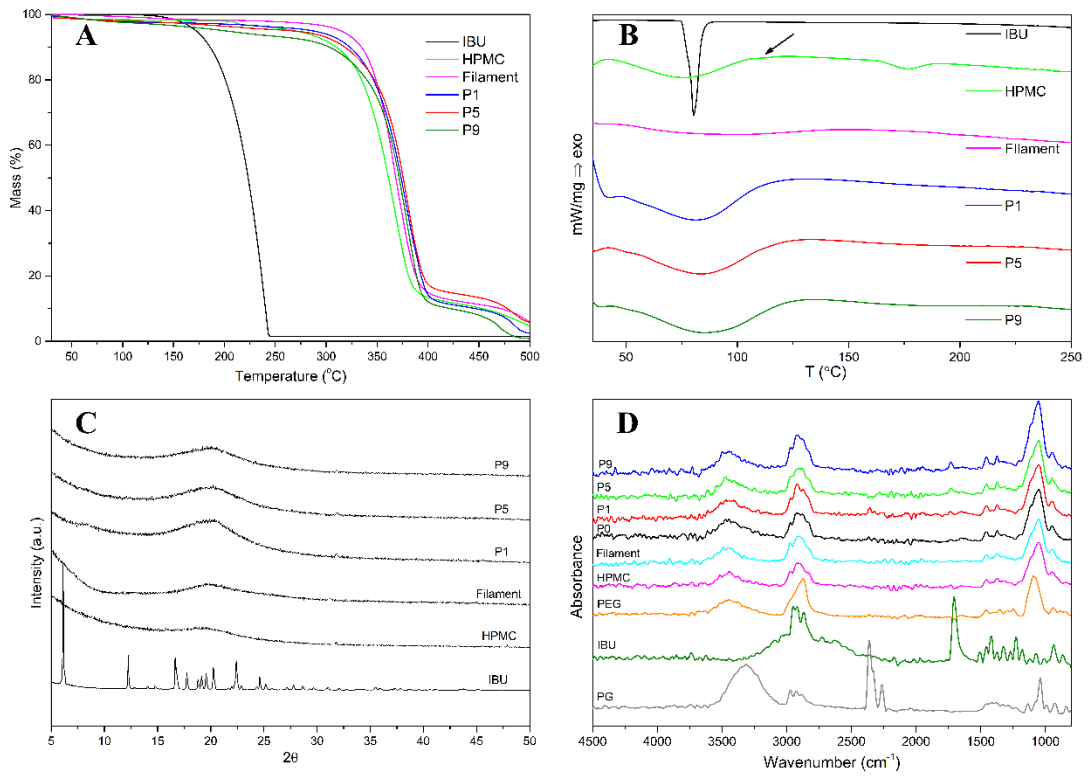 A
IBU
HPMC
Filament
P1
P5
P9
Mass (%)
100
80
60
40
20
0
50 100 150 200 250 300 350 400 450 500
Temperature (°C)
B
IBU
HPMC
FIlament
P1
P5
P9
mW/mg ⇒ exo
50 100 150 200 250
T (°C)
C
P9
P5
P1
Filament
HPMC
IBU
Intensity (a.u.)
5 10 15 20 25 30 35 40 45 50
2θ
D
P9
P5
P1
P0
Filament
HPMC
PEG
IBU
PG
Absorbance
4500 4000 3500 3000 2500 2000 1500 1000
Wavenumber (cm⁻¹)